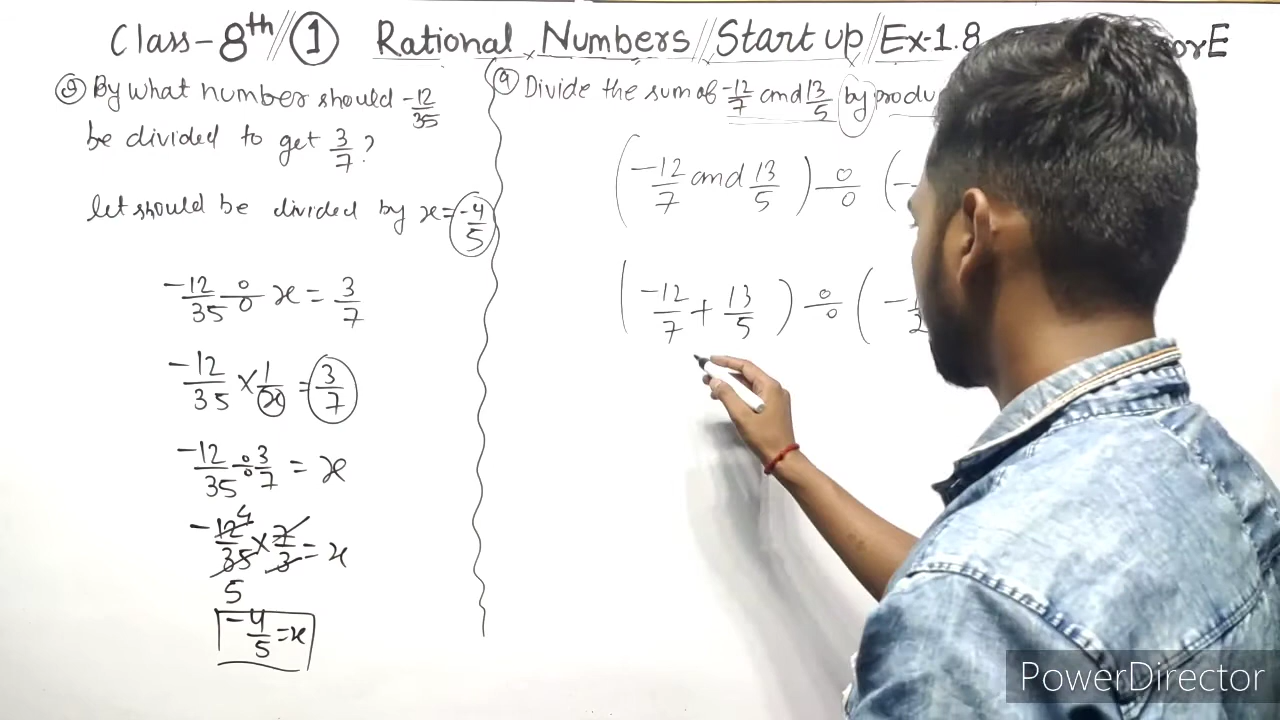 Class-8th//① Rational Numbers//Start up//Ex-1.8
③ By what number should -12/35
be divided to get 3/7?
let should be divided by x=-4/5
-12/35 ÷ x = 3/7
-12/35 × 1/x = 3/7
-12/35 ÷ 3/7 = x
-12/35 × 7/3 = x
4
5
-4/5 = x
Divide the sum of -12/7 and 13/5 by
(-12/7 and 13/5) ÷ (-
(-12/7 + 13/5) ÷ (-
PowerDirector